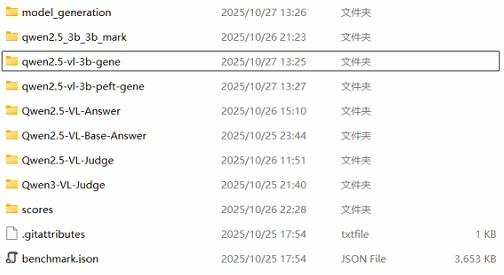 model_generation 2025/10/27 13:26 文件夹
qwen2.5_3b_3b_mark 2025/10/26 21:23 文件夹
qwen2.5-vl-3b-gene 2025/10/27 13:25 文件夹
qwen2.5-vl-3b-peft-gene 2025/10/27 13:27 文件夹
Qwen2.5-VL-Answer 2025/10/26 15:10 文件夹
Qwen2.5-VL-Base-Answer 2025/10/25 23:44 文件夹
Qwen2.5-VL-Judge 2025/10/26 11:51 文件夹
Qwen3-VL-Judge 2025/10/25 21:40 文件夹
scores 2025/10/26 22:28 文件夹
.gitattributes 2025/10/25 17:54 txtfile 1 KB
benchmark.json 2025/10/25 17:54 JSON File 3,653 KB